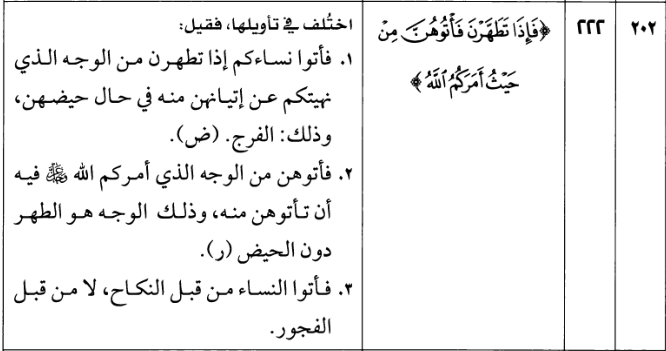 ٢٠٢
٢٢٢
﴿فَإِذَا تَطَهَّرْنَ فَأْتُوهُنَّ مِنْ
حَيْثُ أَمَرَكُمُ ٱللَّهُ﴾
اختُلف في تأويلها، فقيل:
١. فأتوا نساءكم إذا تطهرن من الوجه الذي
نهيتكم عن إتيانهن منه في حال حيضهن،
وذلك: الفرج. (ض).
٢. فأتوهن من الوجه الذي أمركم الله ﷻ فيه
أن تأتوهن منه، وذلك الوجه هو الطهر
دون الحيض (ر).
٣. فأتوا النساء من قبل النكاح، لا من قبل
الفجور.